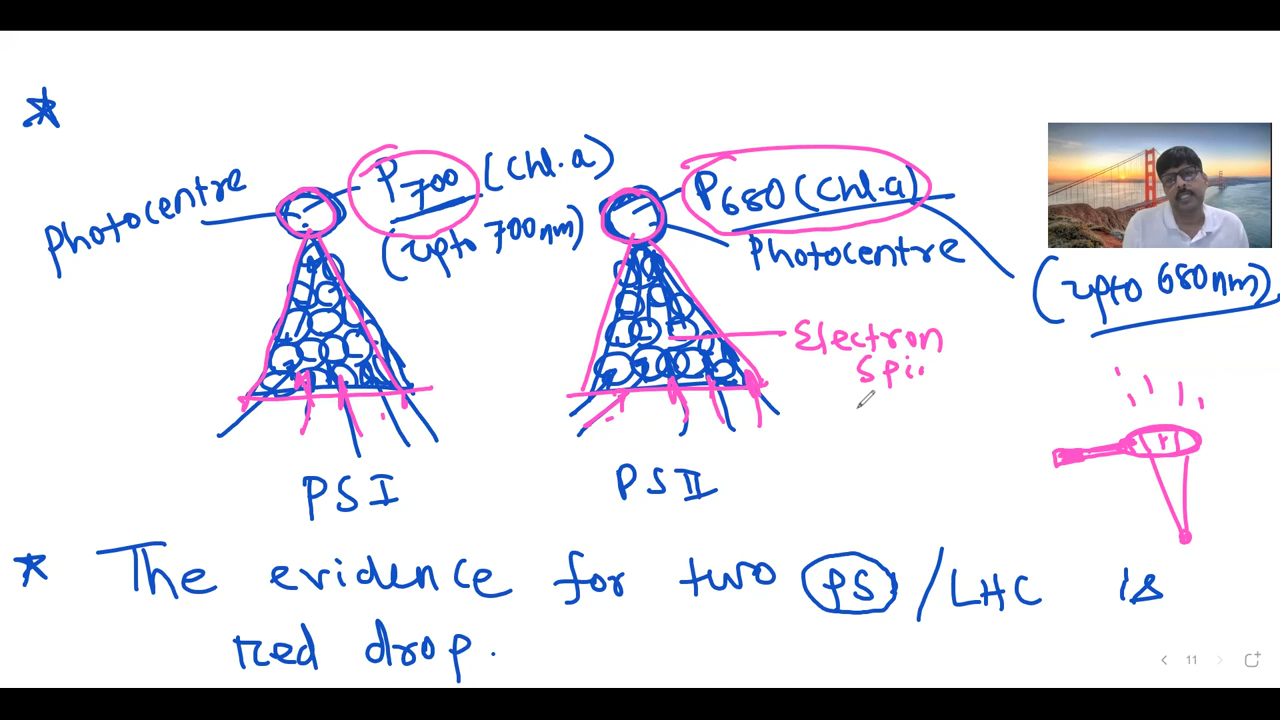 Photocentre
P700 (Chl.a)
(upto 700nm)
P680 (Chl.a)
Photocentre
(upto 680nm)
Electron
Spi
PS I
PS II
* The evidence for two PS / LHC is
red drop.
11